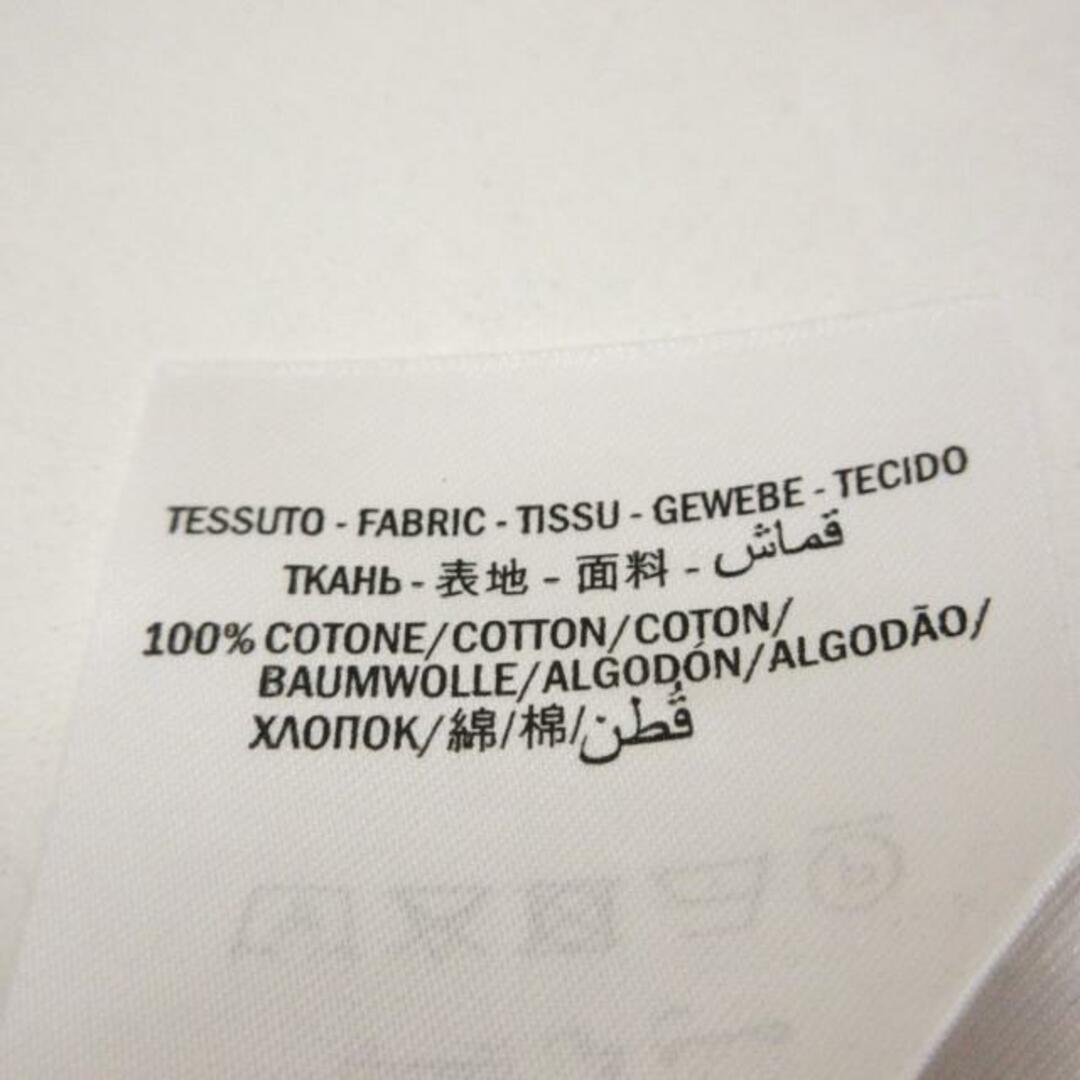 TESSUTO - FABRIC - TISSU - GEWEBE - TECIDO
ТКАНЬ - 表地 - 面料 - قماش
100% COTONE/COTTON/COTON/
BAUMWOLLE/ALGODÓN/ALGODÃO/
ХЛОПОК/綿/棉/قُطن